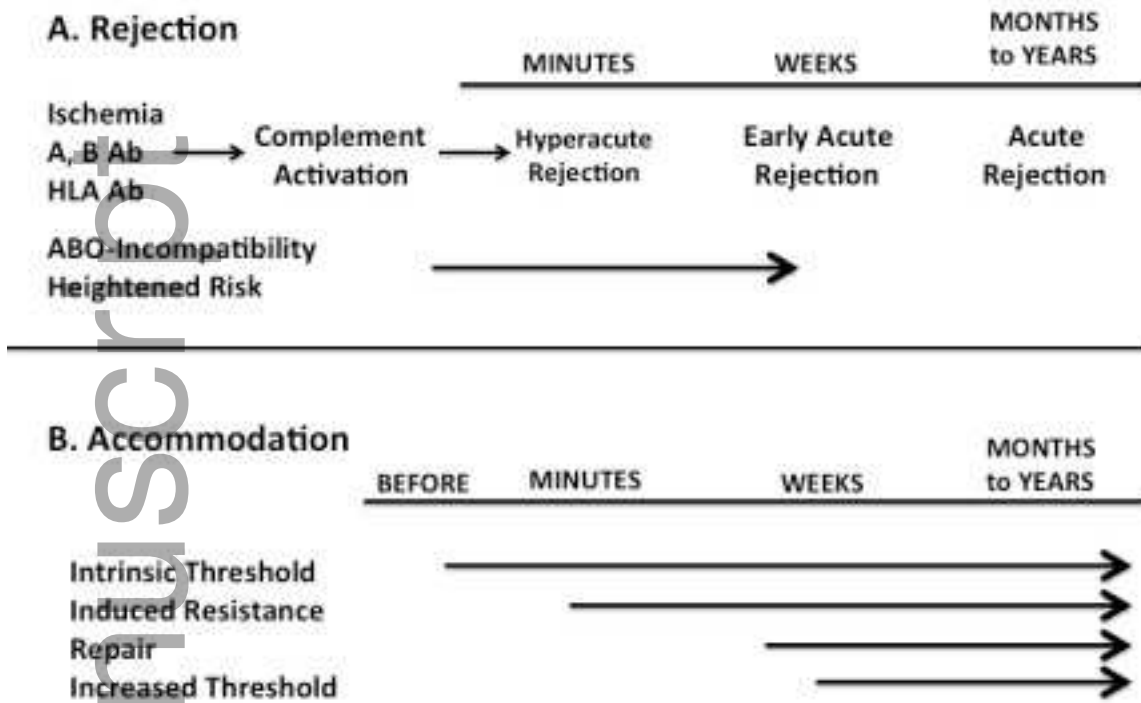 A. Rejection
MINUTES
WEEKS
MONTHS
to YEARS
Ischemia
A, B Ab
HLA Ab
Complement
Activation
Hyperacute
Rejection
Early Acute
Rejection
Acute
Rejection
ABO-Incompatibility
Heightened Risk
B. Accommodation
BEFORE
MINUTES
WEEKS
MONTHS
to YEARS
Intrinsic Threshold
Induced Resistance
Repair
Increased Threshold
nuscript